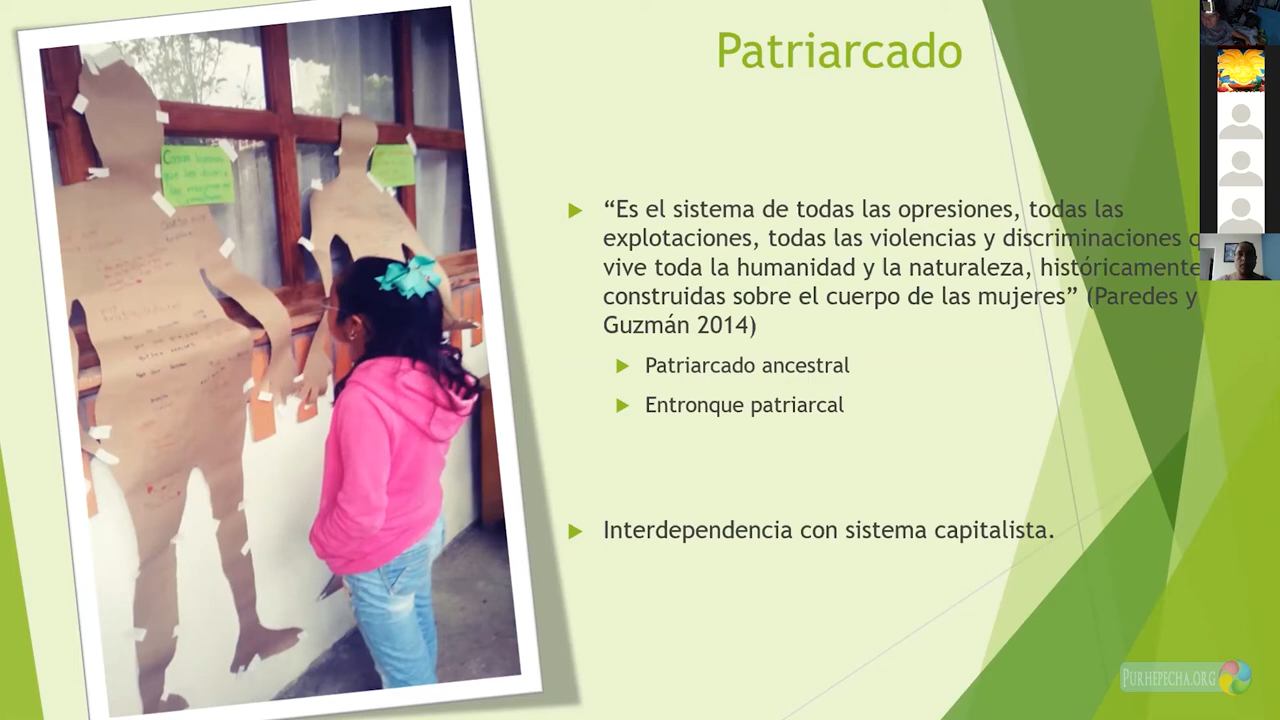 Patriarcado
“Es el sistema de todas las opresiones, todas las
explotaciones, todas las violencias y discriminaciones
vive toda la humanidad y la naturaleza, históricamente
construidas sobre el cuerpo de las mujeres” (Paredes y
Guzmán 2014)
Patriarcado ancestral
Entronque patriarcal
Interdependencia con sistema capitalista.
PURHEPECHA.ORG